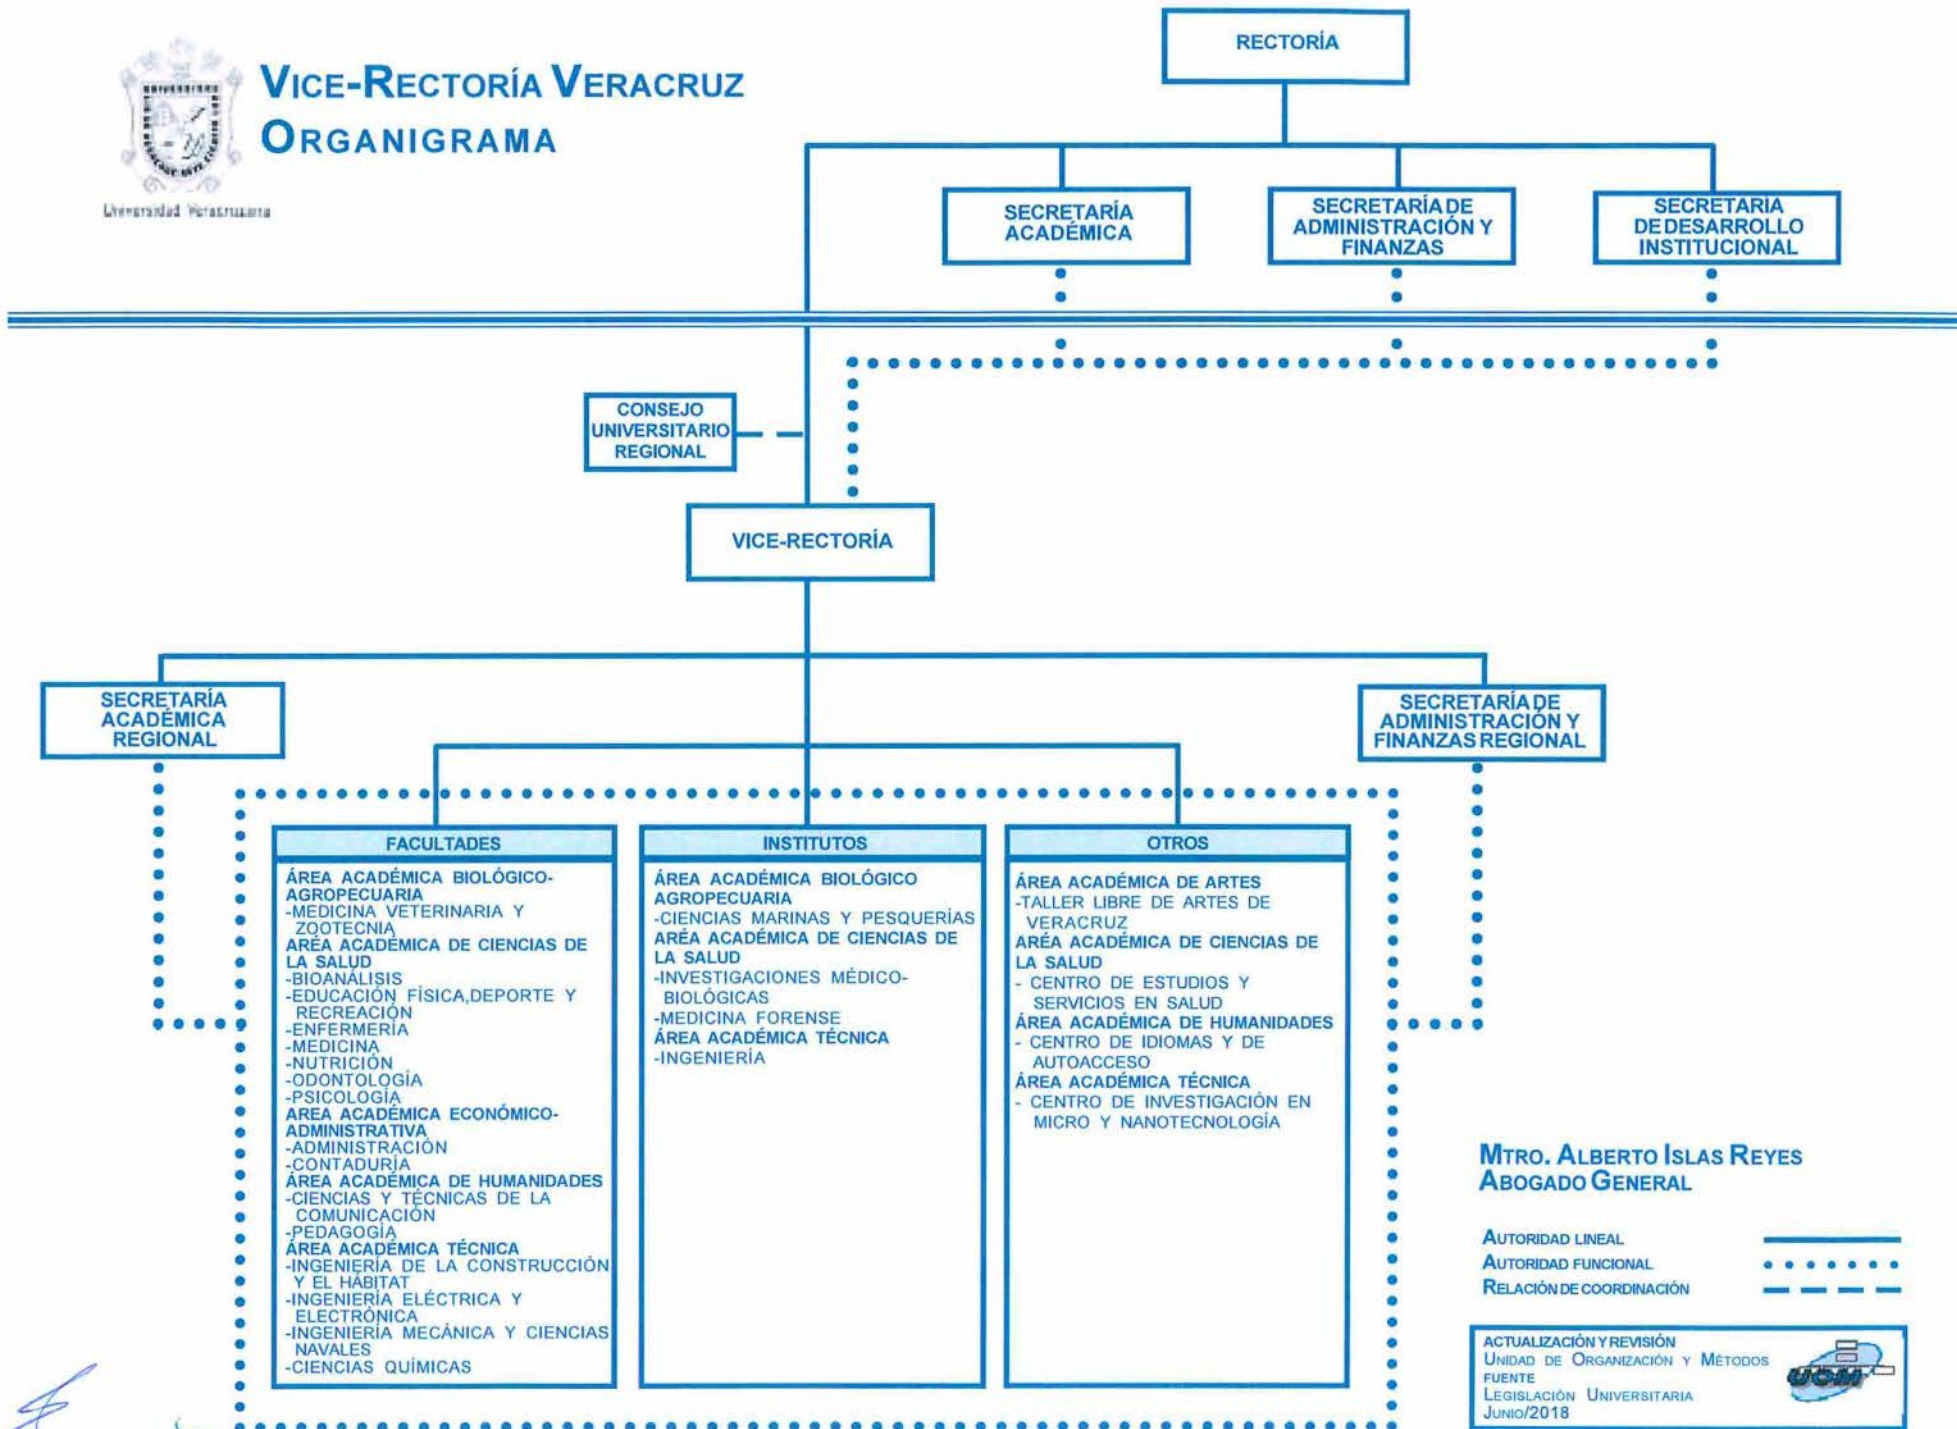 VICE-RECTORÍA VERACRUZ
ORGANIGRAMA
Universidad Veracruzana
RECTORÍA
SECRETARÍA
ACADÉMICA
SECRETARÍA DE
ADMINISTRACIÓN Y
FINANZAS
SECRETARIA
DE DESARROLLO
INSTITUCIONAL
CONSEJO
UNIVERSITARIO
REGIONAL
VICE-RECTORÍA
SECRETARÍA
ACADÉMICA
REGIONAL
SECRETARÍA DE
ADMINISTRACIÓN Y
FINANZAS REGIONAL
FACULTADES
ÁREA ACADÉMICA BIOLÓGICO-
AGROPECUARIA
-MEDICINA VETERINARIA Y
ZOOTECNIA
ARÉA ACADÉMICA DE CIENCIAS DE
LA SALUD
-BIOANÁLISIS
-EDUCACIÓN FÍSICA,DEPORTE Y
RECREACIÓN
-ENFERMERÍA
-MEDICINA
-NUTRICIÓN
-ODONTOLOGÍA
-PSICOLOGÍA
AREA ACADÉMICA ECONÓMICO-
ADMINISTRATIVA
-ADMINISTRACIÓN
-CONTADURÍA
ÁREA ACADÉMICA DE HUMANIDADES
-CIENCIAS Y TÉCNICAS DE LA
COMUNICACIÓN
-PEDAGOGÍA
ÁREA ACADÉMICA TÉCNICA
-INGENIERÍA DE LA CONSTRUCCIÓN
Y EL HÁBITAT
-INGENIERÍA ELÉCTRICA Y
ELECTRÓNICA
-INGENIERÍA MECÁNICA Y CIENCIAS
NAVALES
-CIENCIAS QUÍMICAS
INSTITUTOS
ÁREA ACADÉMICA BIOLÓGICO
AGROPECUARIA
-CIENCIAS MARINAS Y PESQUERÍAS
ARÉA ACADÉMICA DE CIENCIAS DE
LA SALUD
-INVESTIGACIONES MÉDICO-
BIOLÓGICAS
-MEDICINA FORENSE
ÁREA ACADÉMICA TÉCNICA
-INGENIERÍA
OTROS
ÁREA ACADÉMICA DE ARTES
-TALLER LIBRE DE ARTES DE
VERACRUZ
ARÉA ACADÉMICA DE CIENCIAS DE
LA SALUD
- CENTRO DE ESTUDIOS Y
SERVICIOS EN SALUD
ÁREA ACADÉMICA DE HUMANIDADES
- CENTRO DE IDIOMAS Y DE
AUTOACCESO
ÁREA ACADÉMICA TÉCNICA
- CENTRO DE INVESTIGACIÓN EN
MICRO Y NANOTECNOLOGÍA
MTRO. ALBERTO ISLAS REYES
ABOGADO GENERAL
AUTORIDAD LINEAL
AUTORIDAD FUNCIONAL
RELACIÓN DE COORDINACIÓN
ACTUALIZACIÓN Y REVISIÓN
UNIDAD DE ORGANIZACIÓN Y MÉTODOS
FUENTE
LEGISLACIÓN UNIVERSITARIA
JUNIO/2018
UOM